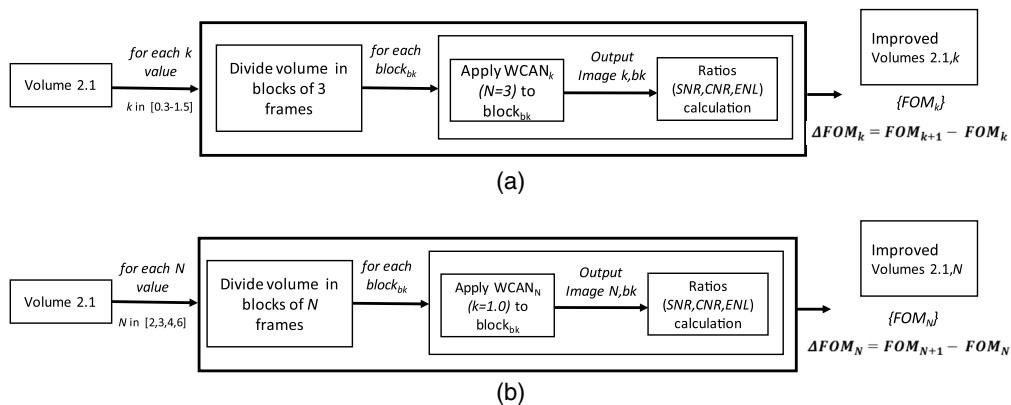 Volume 2.1
for each k
value
k in [0.3-1.5]
Divide volume in
blocks of 3
frames
for each
block_bk
Apply WCAN_k
(N=3) to
block_bk
Output
Image k,bk
Ratios
(SNR,CNR,ENL)
calculation
Improved
Volumes 2.1,k
{FOM_k}
ΔFOM_k = FOM_k+1 − FOM_k
(a)
Volume 2.1
for each N
value
N in [2,3,4,6]
Divide volume in
blocks of N
frames
for each
block_bk
Apply WCAN_N
(k=1.0) to
block_bk
Output
Image N,bk
Ratios
(SNR,CNR,ENL)
calculation
Improved
Volumes 2.1,N
{FOM_N}
ΔFOM_N = FOM_N+1 − FOM_N
(b)